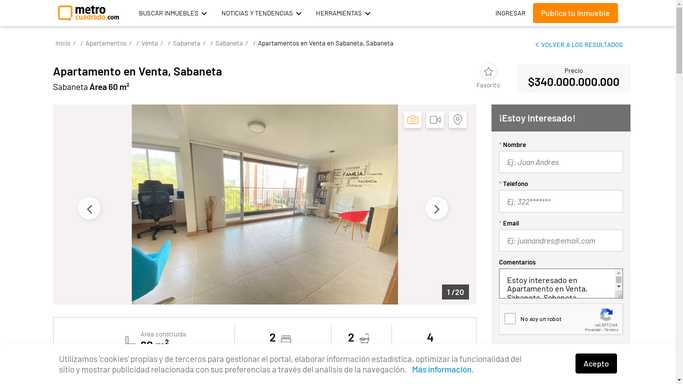 metro
cuadrado.com
BUSCAR INMUEBLES
NOTICIAS Y TENDENCIAS
HERRAMIENTAS
INGRESAR
Publica tu Inmueble
Inicio / / Apartamentos / / Venta / / Sabaneta / / Sabaneta / / Apartamentos en Venta en Sabaneta, Sabaneta
VOLVER A LOS RESULTADOS
Apartamento en Venta, Sabaneta
Sabaneta Área 60 m²
Favorito
Precio
$340.000.000.000
FAMILIA
1 / 20
¡Estoy Interesado!
* Nombre
Ej: Juan Andres
* Telefono
Ej: 322*******
* Email
Ej: juanandres@email.com
Comentarios
Estoy interesado en
Apartamento en Venta,
Sabaneta, Sabaneta
No soy un robot
reCAPTCHA
Privacidad - Términos
Área construida
60 m²
2
2
4
Utilizamos 'cookies' propias y de terceros para gestionar el portal, elaborar información estadística, optimizar la funcionalidad del
sitio y mostrar publicidad relacionada con sus preferencias a través del análisis de la navegación. Más información.
Acepto